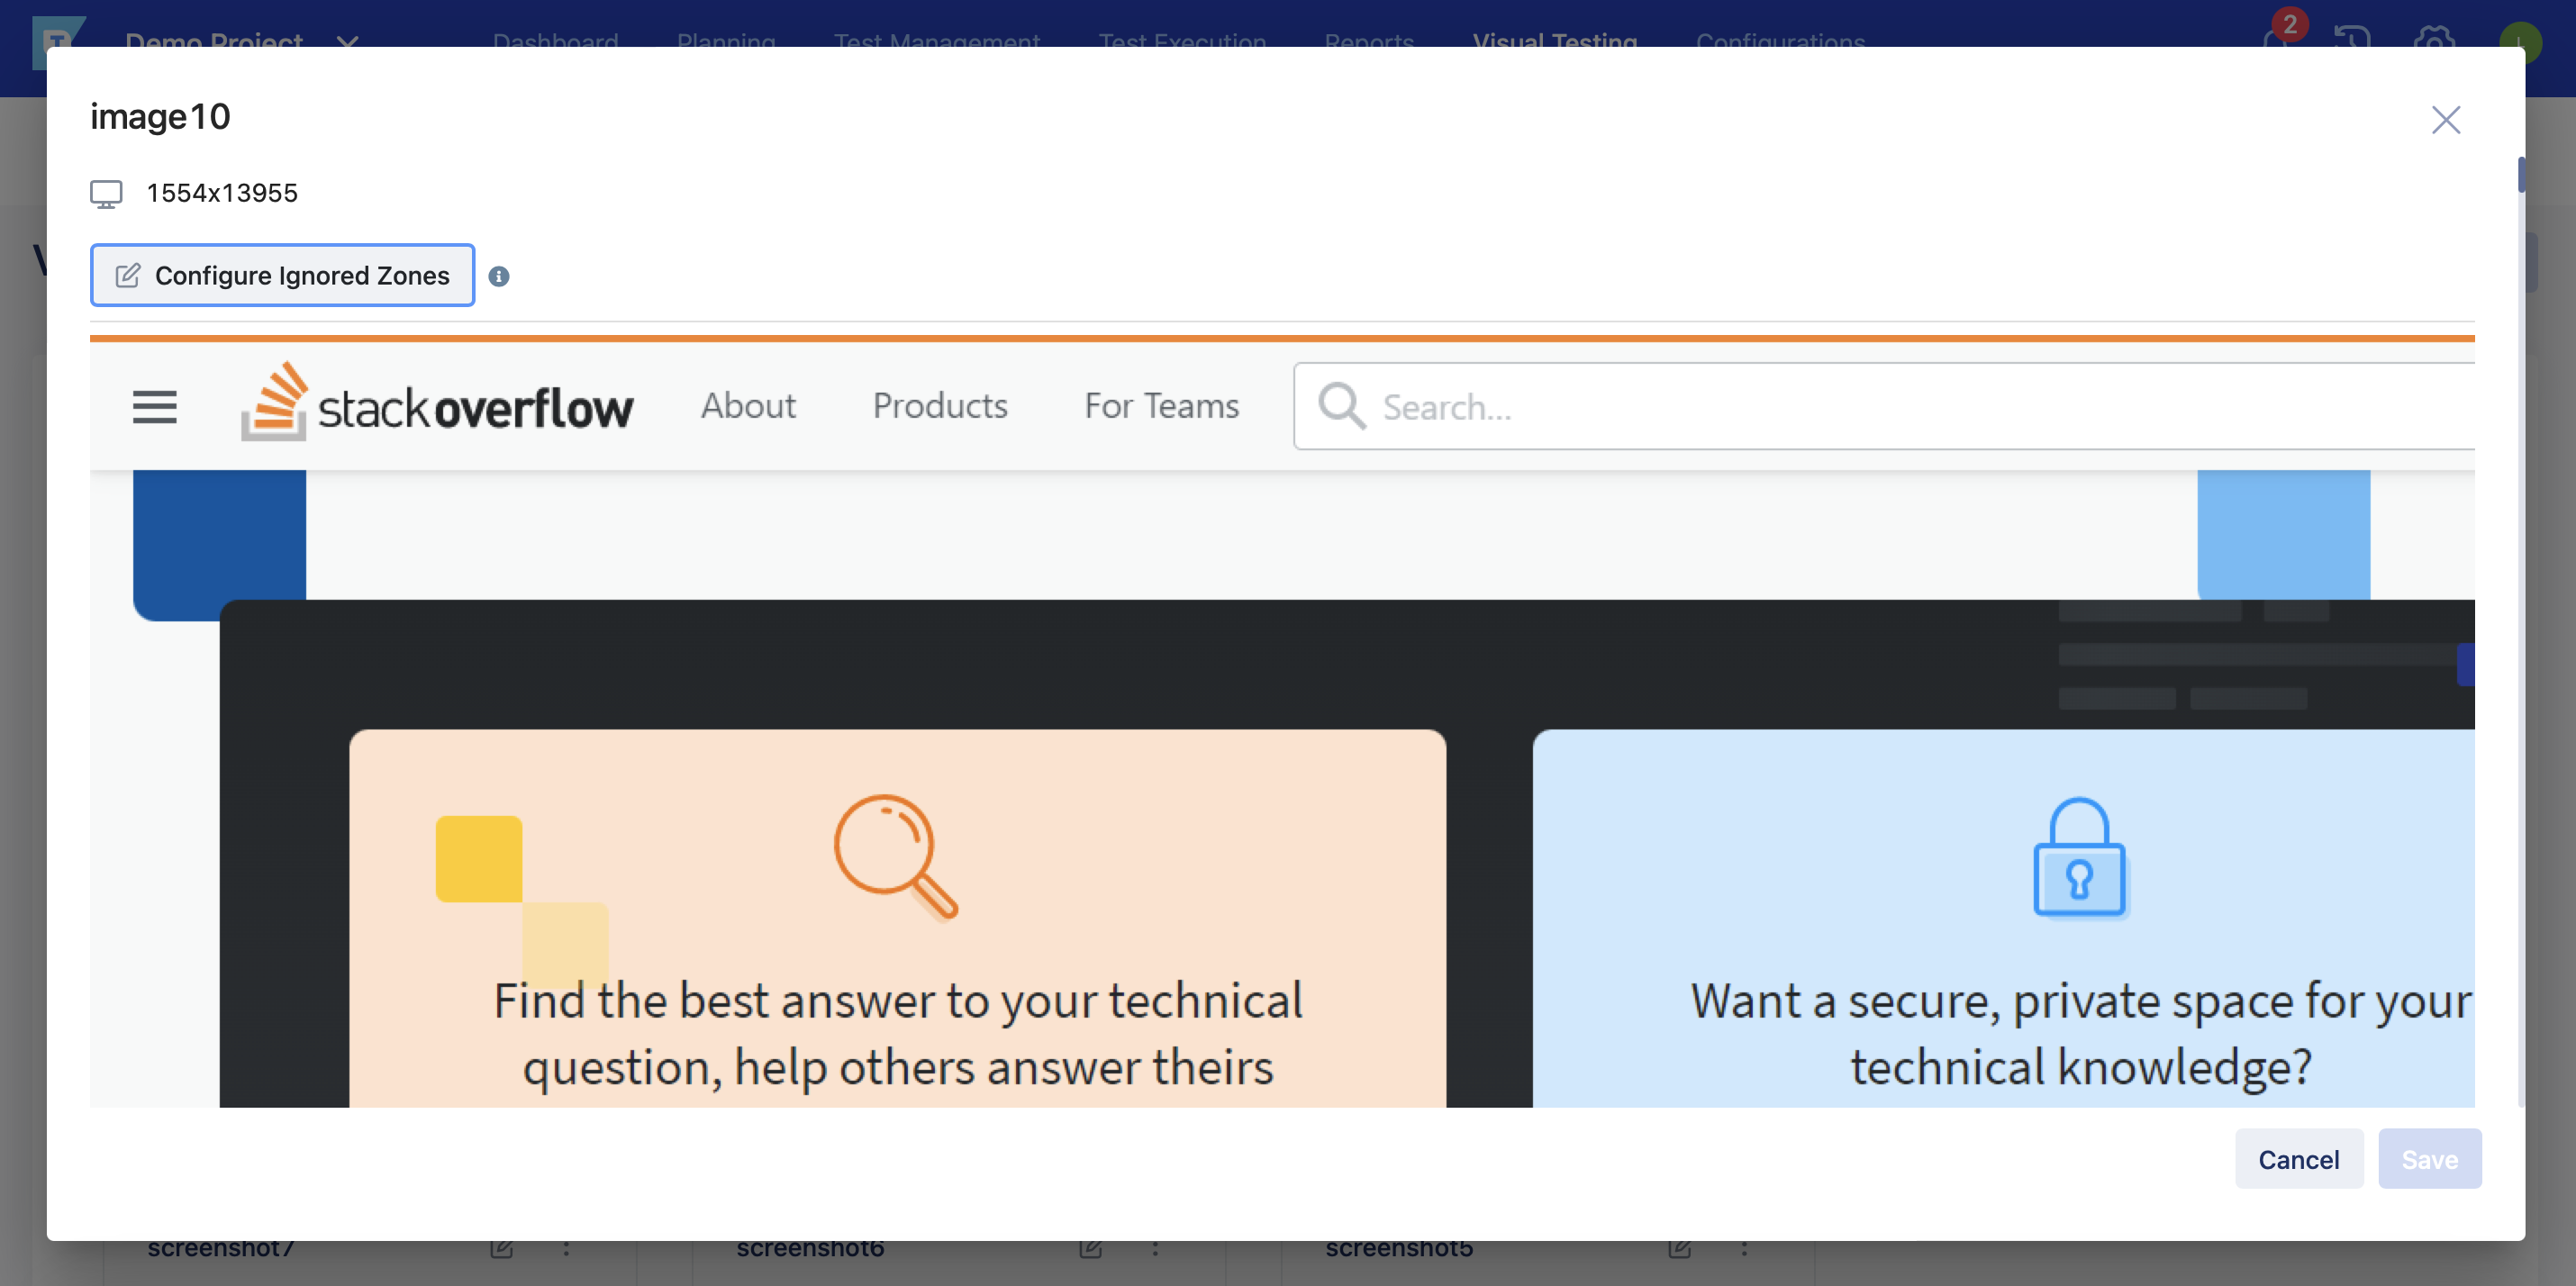 Demo Project Dashboard Planning Test Management Test Execution Reports Visual Testing Configurations 2
image10
1554x13955
Configure Ignored Zones
stackoverflow About Products For Teams Search...
Find the best answer to your technical
question, help others answer theirs
Want a secure, private space for your
technical knowledge?
Cancel Save
screenshot7 screenshot6 screenshot5